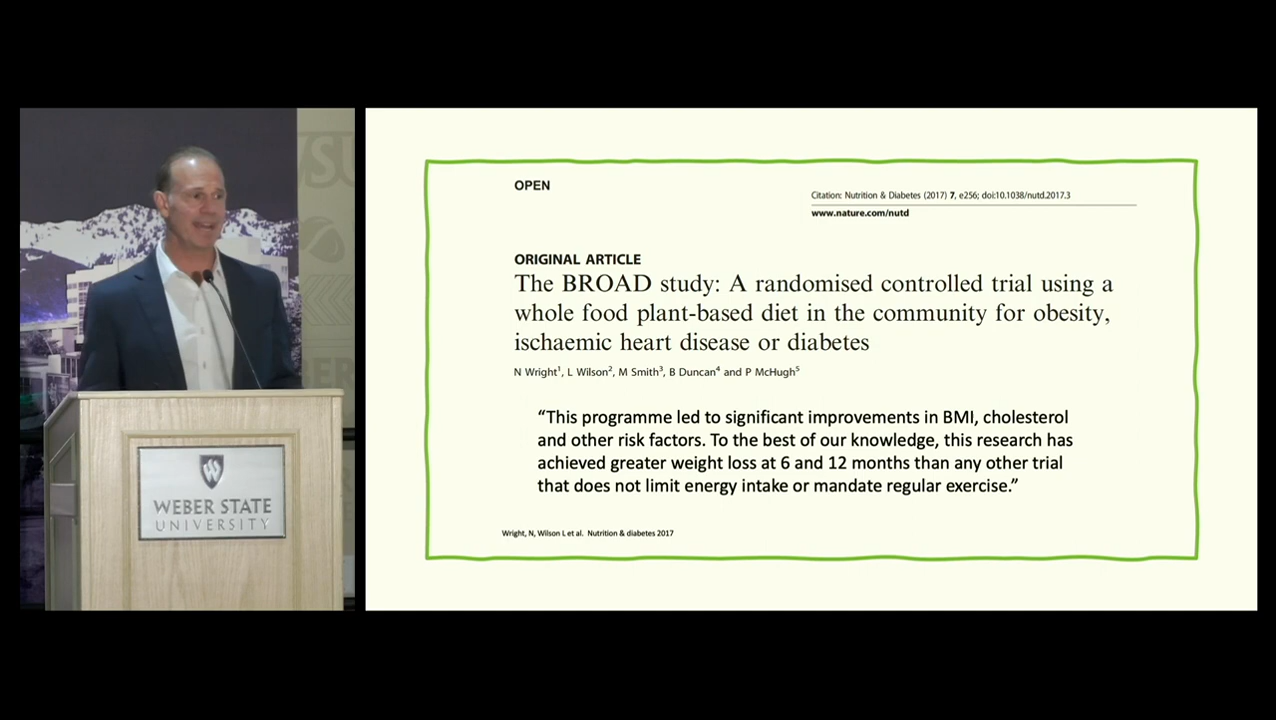 WSU
WEBER STATE
UNIVERSITY
OPEN
Citation: Nutrition & Diabetes (2017) 7, e256; doi:10.1038/nutd.2017.3
www.nature.com/nutd
ORIGINAL ARTICLE
The BROAD study: A randomised controlled trial using a
whole food plant-based diet in the community for obesity,
ischaemic heart disease or diabetes
N Wright¹, L Wilson², M Smith³, B Duncan⁴ and P McHugh⁵
“This programme led to significant improvements in BMI, cholesterol
and other risk factors. To the best of our knowledge, this research has
achieved greater weight loss at 6 and 12 months than any other trial
that does not limit energy intake or mandate regular exercise.”
Wright, N, Wilson L et al. Nutrition & diabetes 2017